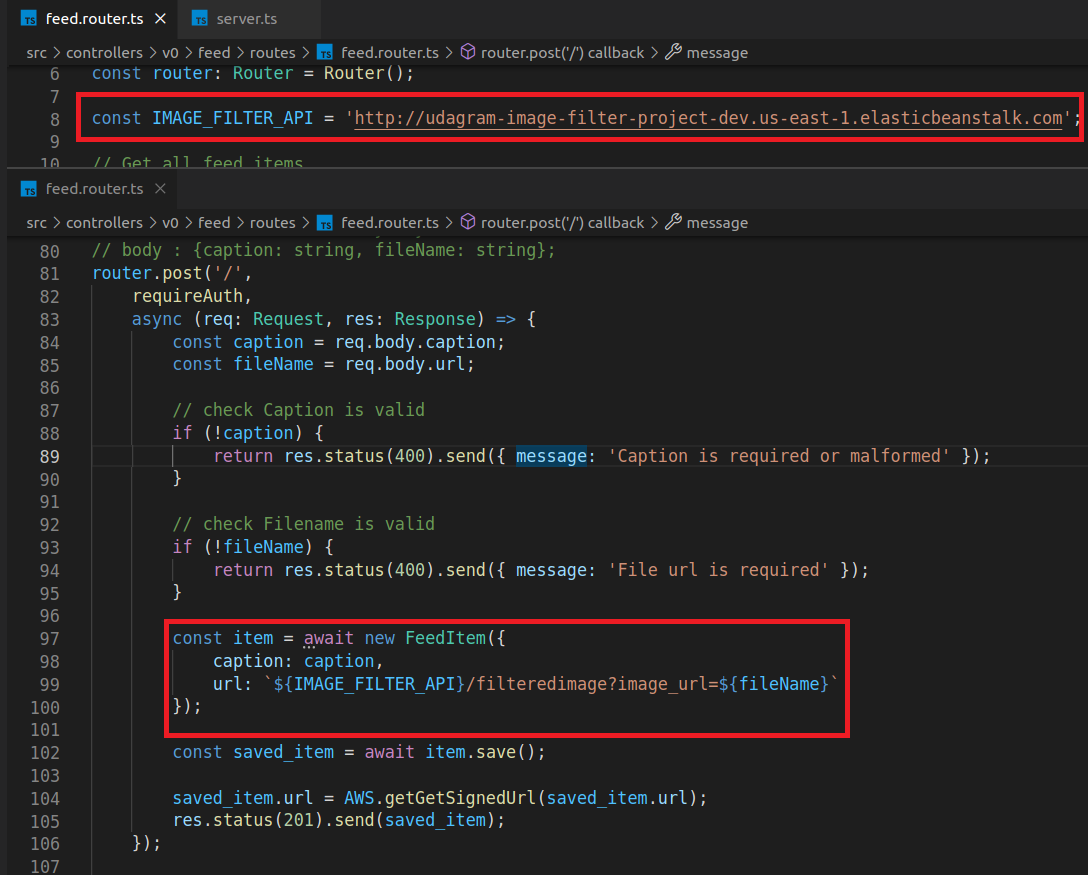 TS feed.router.ts × TS server.ts
src > controllers > v0 > feed > routes > TS feed.router.ts > router.post('/') callback > message
6 const router: Router = Router();
7
8 const IMAGE_FILTER_API = 'http://udagram-image-filter-project-dev.us-east-1.elasticbeanstalk.com';
9
10 // Get all feed items
TS feed.router.ts ×
src > controllers > v0 > feed > routes > TS feed.router.ts > router.post('/') callback > message
80 // body : {caption: string, fileName: string};
81 router.post('/',
82 requireAuth,
83 async (req: Request, res: Response) => {
84 const caption = req.body.caption;
85 const fileName = req.body.url;
86
87 // check Caption is valid
88 if (!caption) {
89 return res.status(400).send({ message: 'Caption is required or malformed' });
90 }
91
92 // check Filename is valid
93 if (!fileName) {
94 return res.status(400).send({ message: 'File url is required' });
95 }
96
97 const item = await new FeedItem({
98 caption: caption,
99 url: `${IMAGE_FILTER_API}/filteredimage?image_url=${fileName}`
100 });
101
102 const saved_item = await item.save();
103
104 saved_item.url = AWS.getGetSignedUrl(saved_item.url);
105 res.status(201).send(saved_item);
106 });
107